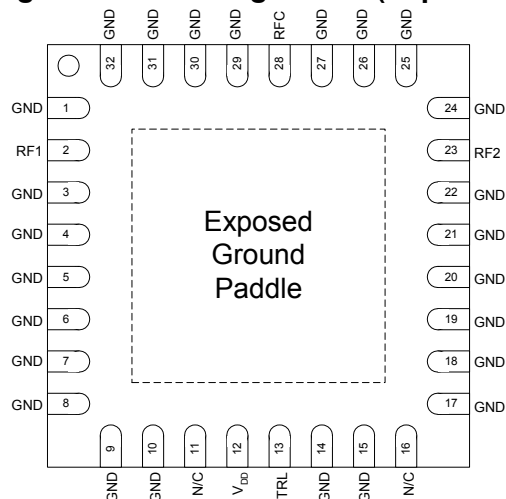 GND GND GND GND RFC GND GND GND
32 31 30 29 28 27 26 25
GND 1 24 GND
RF1 2 23 RF2
GND 3 22 GND
GND 4 21 GND
GND 5 20 GND
GND 6 19 GND
GND 7 18 GND
GND 8 17 GND
Exposed
Ground
Paddle
9 10 11 12 13 14 15 16
GND GND N/C VDD TRL GND GND N/C